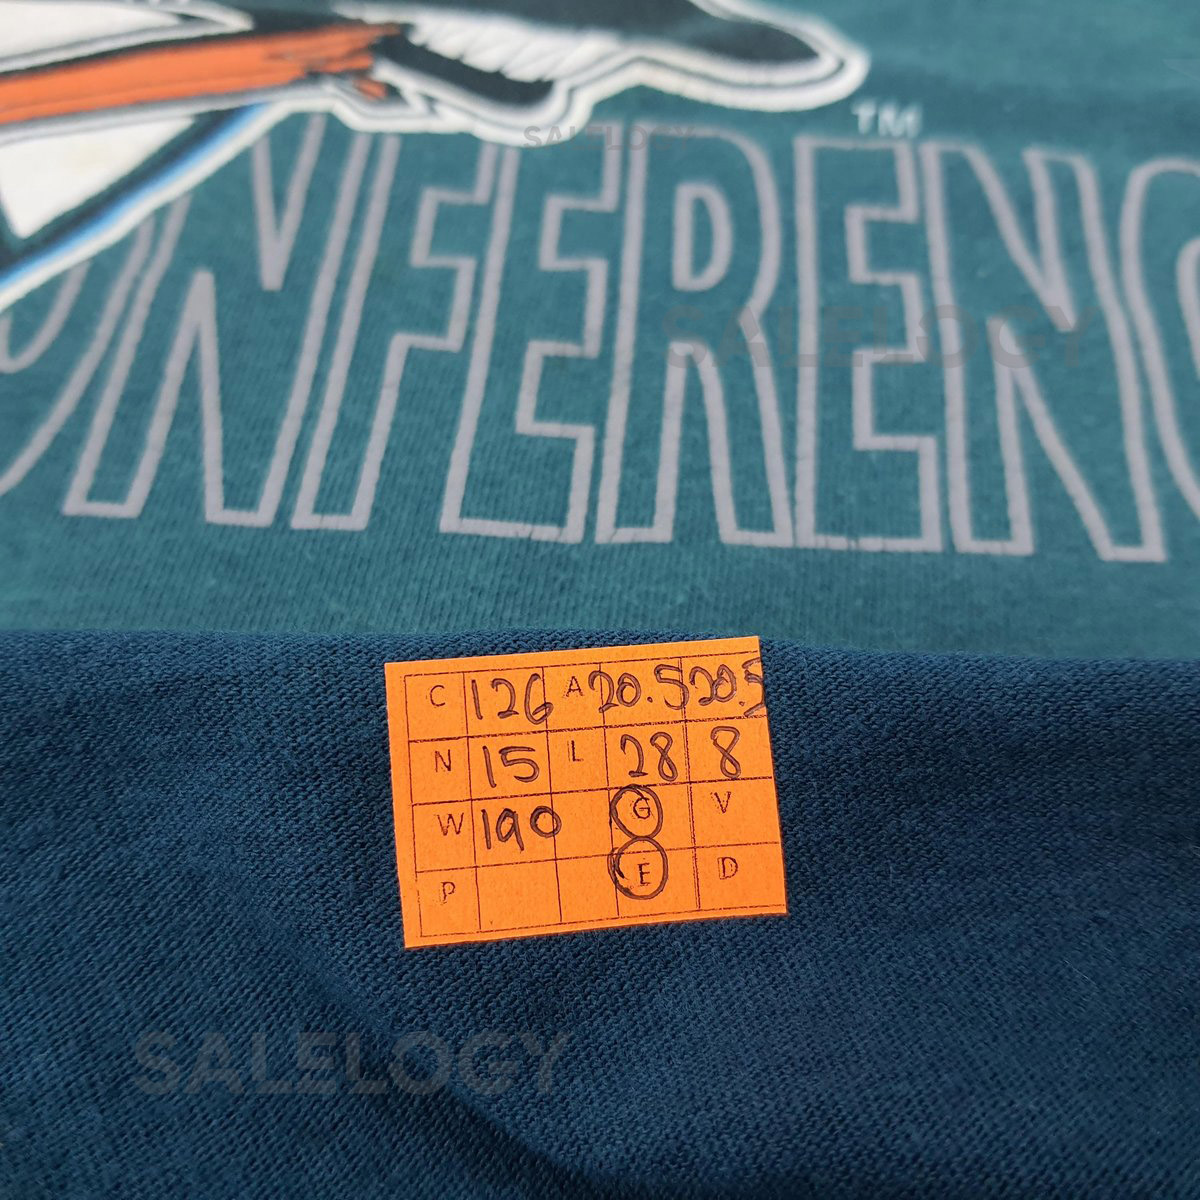 SALELOGY
TM
ONFERENC
SALELOGY
C 126 A 20.5 20.5
N 15 L 28 8
W 190 G V
P E D
SALELOGY